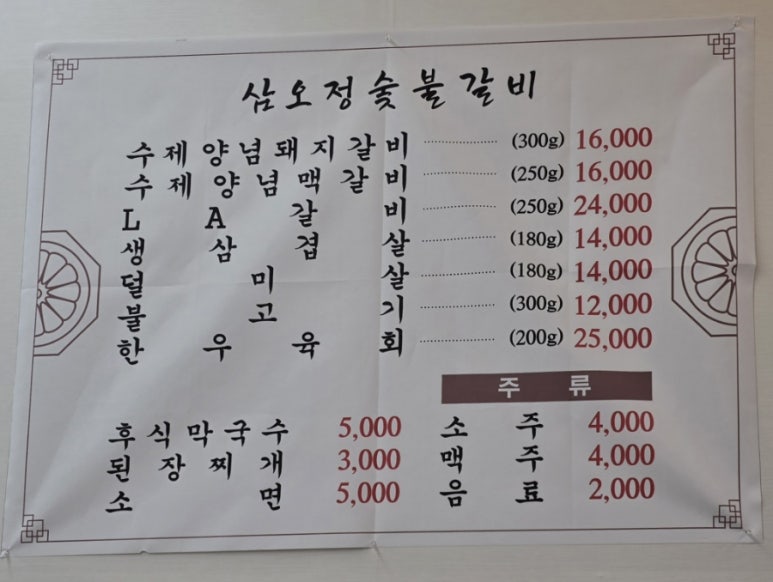 삼오정숯불갈비
수제양념돼지갈비 (300g) 16,000
수제양념맥갈비 (250g) 16,000
LA갈비 (250g) 24,000
생삼겹살 (180g) 14,000
덜미살 (180g) 14,000
불고기 (300g) 12,000
한우육회 (200g) 25,000
후식막국수 5,000
된장찌개 3,000
소면 5,000
주류
소주 4,000
맥주 4,000
음료 2,000